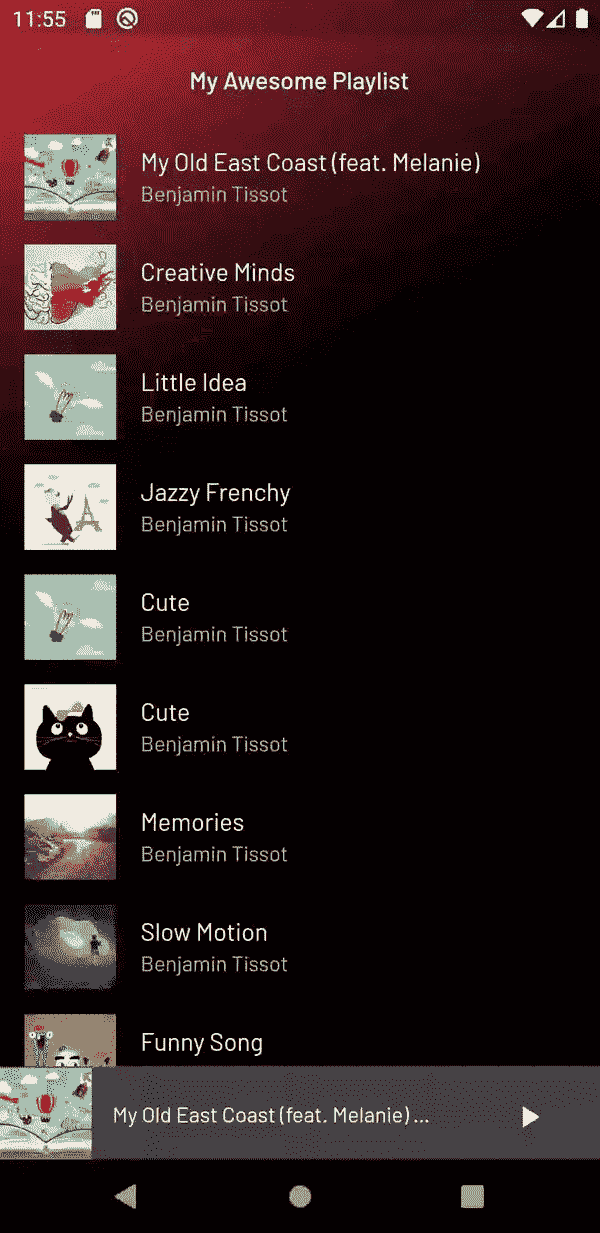 11:55
My Awesome Playlist
My Old East Coast (feat. Melanie)
Benjamin Tissot
Creative Minds
Benjamin Tissot
Little Idea
Benjamin Tissot
Jazzy Frenchy
Benjamin Tissot
Cute
Benjamin Tissot
Cute
Benjamin Tissot
Memories
Benjamin Tissot
Slow Motion
Benjamin Tissot
Funny Song
My Old East Coast (feat. Melanie) ...